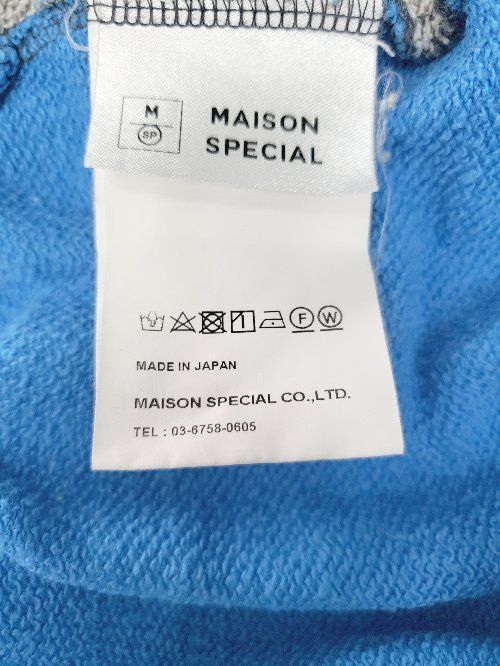 M
SP
MAISON
SPECIAL
F W
MADE IN JAPAN
MAISON SPECIAL CO.,LTD.
TEL : 03-6758-0605